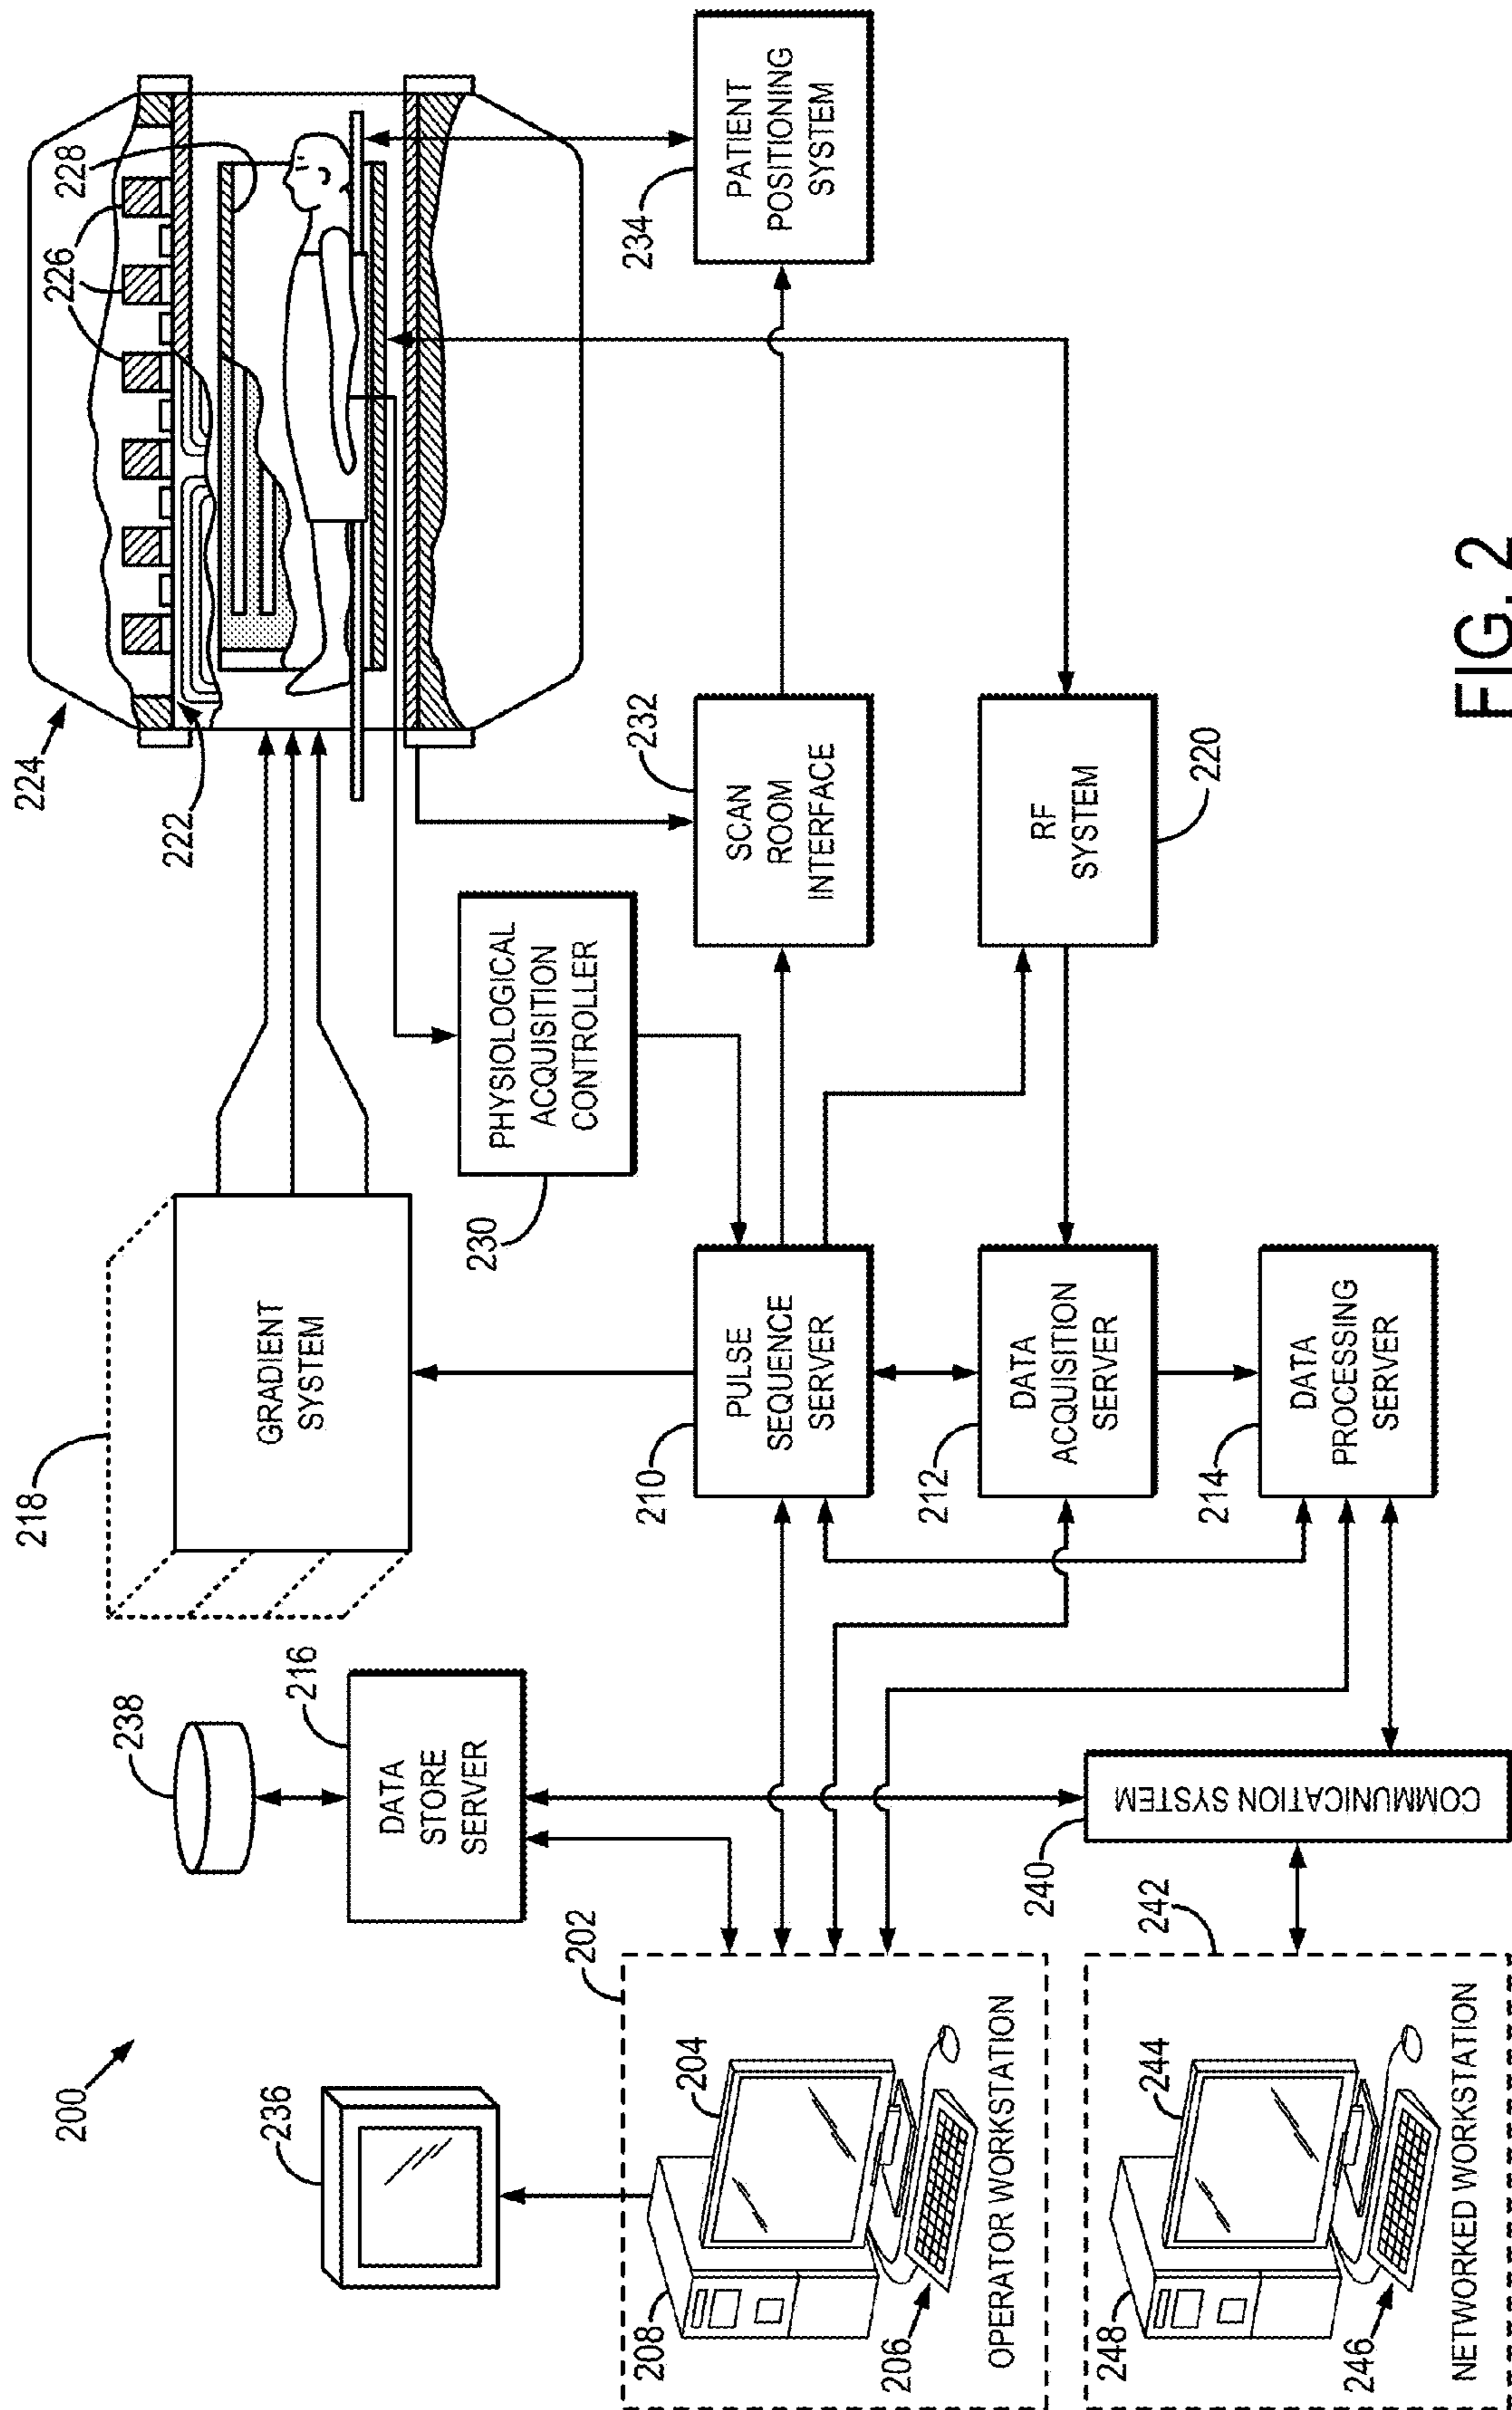 200
236
238
216
DATA
STORE
SERVER
218
GRADIENT
SYSTEM
224
222
226
228
230
PHYSIOLOGICAL
ACQUISITION
CONTROLLER
202
208
204
206
OPERATOR WORKSTATION
210
PULSE
SEQUENCE
SERVER
232
SCAN
ROOM
INTERFACE
234
PATIENT
POSITIONING
SYSTEM
212
DATA
ACQUISITION
SERVER
RF
SYSTEM
220
240
COMMUNICATION SYSTEM
214
DATA
PROCESSING
SERVER
242
248
244
246
NETWORKED WORKSTATION
FIG. 2